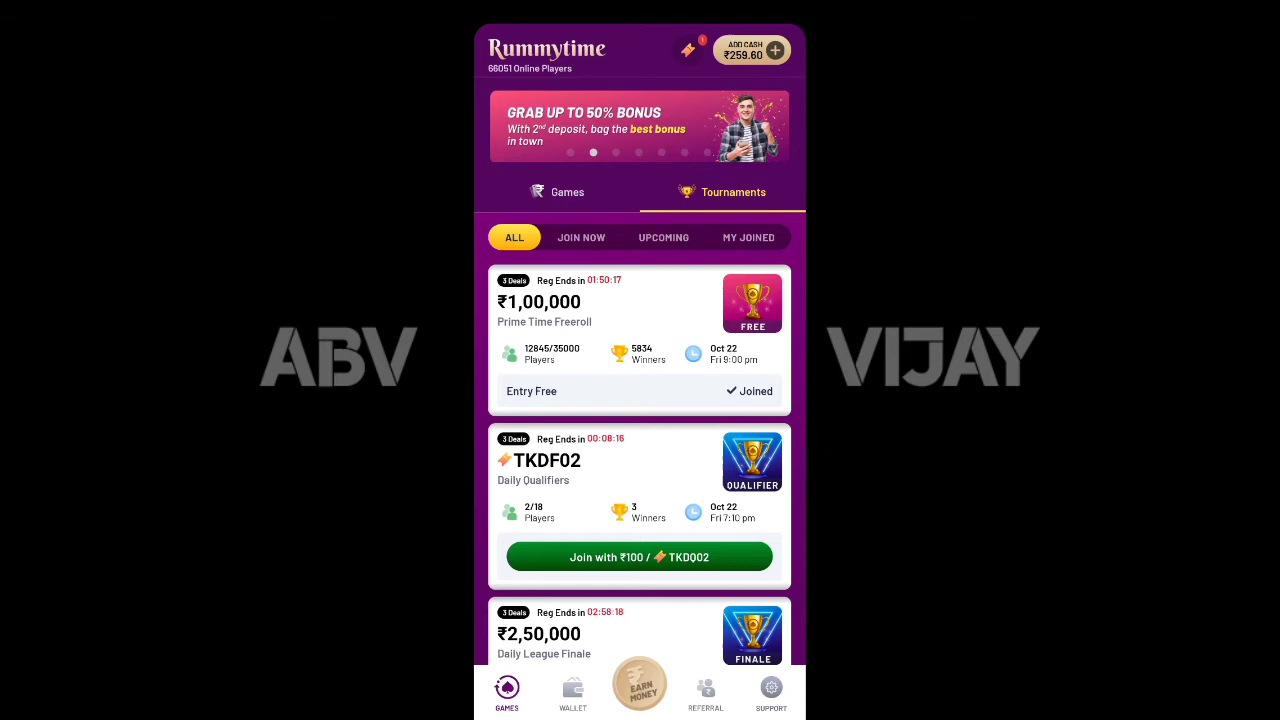 Rummytime
66051 Online Players
1
ADD CASH
₹259.60
GRAB UP TO 50% BONUS
With 2nd deposit, bag the best bonus
in town
Games
Tournaments
ALL
JOIN NOW
UPCOMING
MY JOINED
3 Deals Reg Ends in 01:50:17
₹1,00,000
Prime Time Freeroll
FREE
12845/35000
Players
5834
Winners
Oct 22
Fri 9:00 pm
Entry Free
Joined
ABV
VIJAY
3 Deals Reg Ends in 00:08:16
TKDF02
Daily Qualifiers
QUALIFIER
2/18
Players
3
Winners
Oct 22
Fri 7:10 pm
Join with ₹100 / TKDQ02
3 Deals Reg Ends in 02:58:18
₹2,50,000
Daily League Finale
FINALE
GAMES
WALLET
EARN
MONEY
REFERRAL
SUPPORT